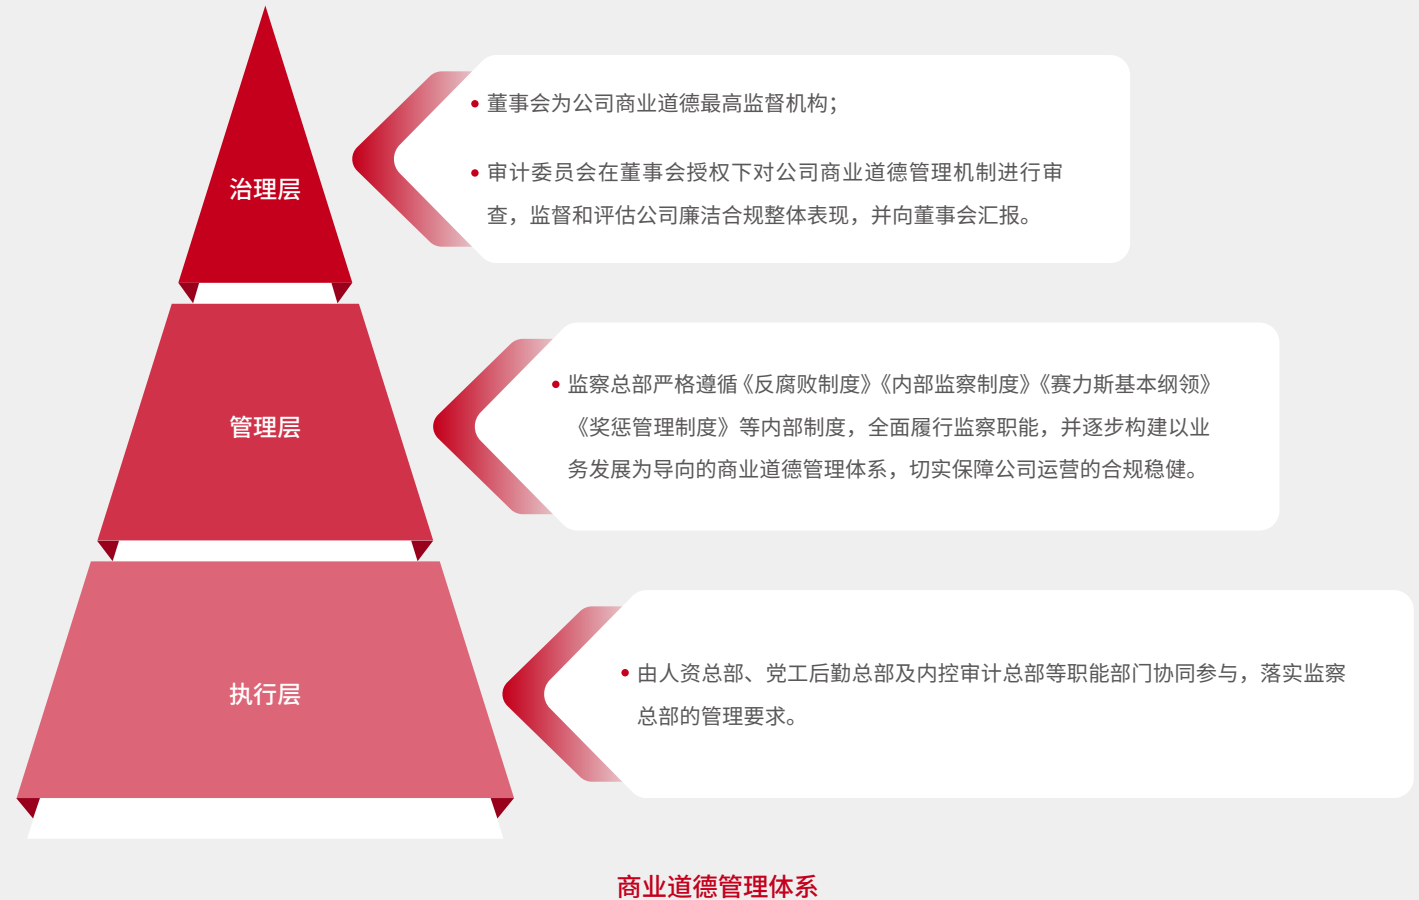 治理层
• 董事会为公司商业道德最高监督机构；
• 审计委员会在董事会授权下对公司商业道德管理机制进行审
查，监督和评估公司廉洁合规整体表现，并向董事会汇报。
管理层
• 监察总部严格遵循《反腐败制度》《内部监察制度》《赛力斯基本纲领》
《奖惩管理制度》等内部制度，全面履行监察职能，并逐步构建以业
务发展为导向的商业道德管理体系，切实保障公司运营的合规稳健。
执行层
• 由人资总部、党工后勤总部及内控审计总部等职能部门协同参与，落实监察
总部的管理要求。
商业道德管理体系